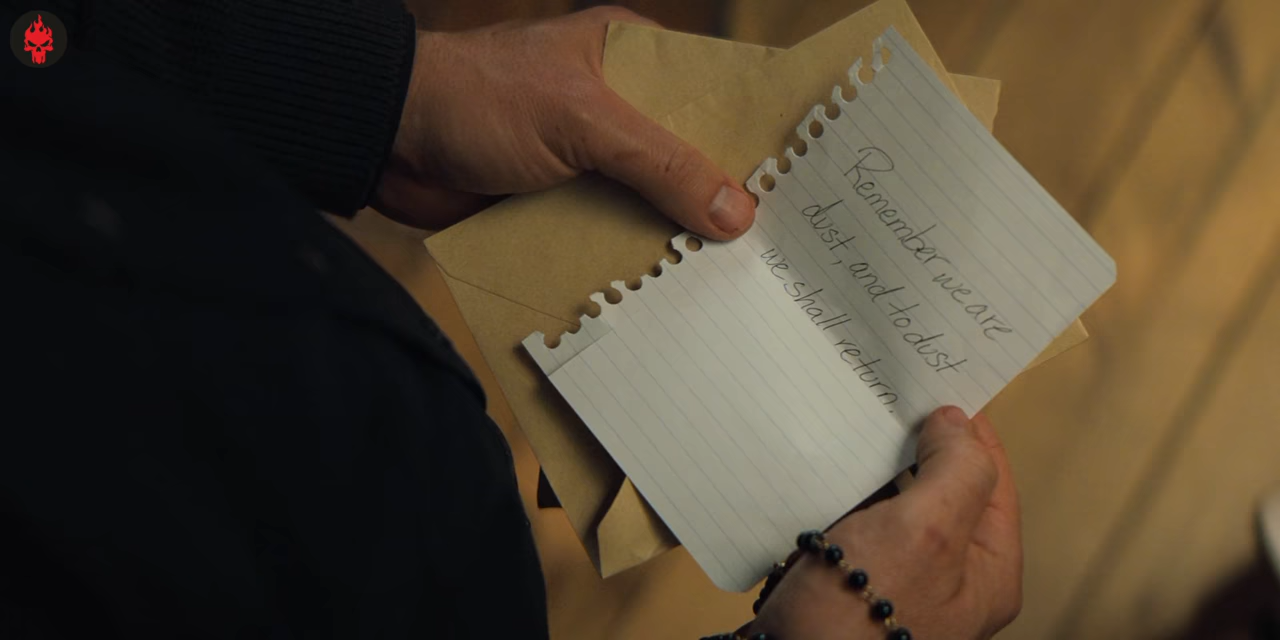 Remember we are
dust, and to dust
we shall return.